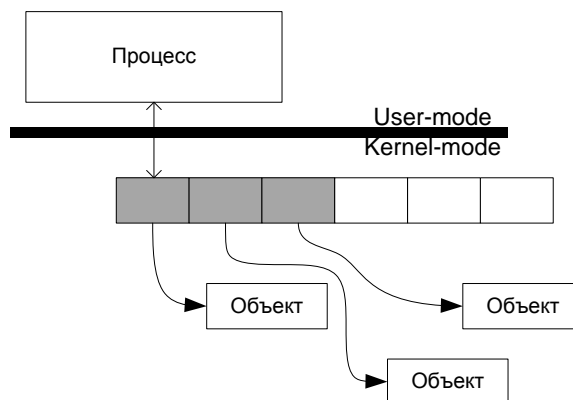 Процесс
User-mode
Kernel-mode
Объект
Объект
Объект